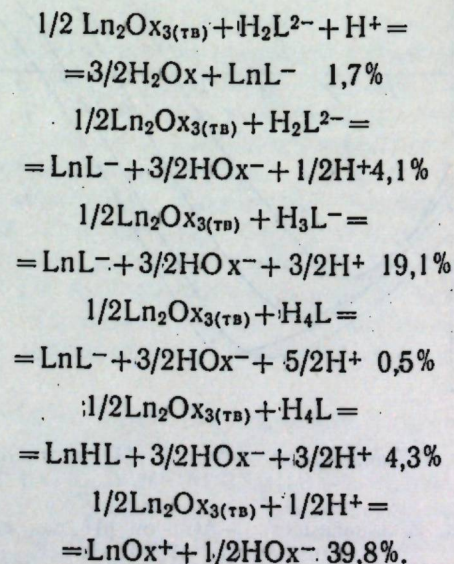 1/2 Ln₂Ox₃₍ₜᵥ₎ + H₂L²⁻ + H⁺ =
= 3/2H₂Ox + LnL⁻ 1,7%
1/2Ln₂Ox₃(тв) + H₂L²⁻ =
= LnL⁻ + 3/2HOx⁻ + 1/2H⁺ 4,1%
1/2Ln₂Ox₃(тв) + H₃L⁻ =
= LnL⁻ + 3/2HOx⁻ + 3/2H⁺ 19,1%
1/2Ln₂Ox₃(тв) + H₄L =
= LnL⁻ + 3/2HOx⁻ + 5/2H⁺ 0,5%
1/2Ln₂Ox₃(тв) + H₄L =
= LnHL + 3/2HOx⁻ + 3/2H⁺ 4,3%
1/2Ln₂Ox₃(тв) + 1/2H⁺ =
= LnOx⁺ + 1/2HOx⁻ 39,8%.